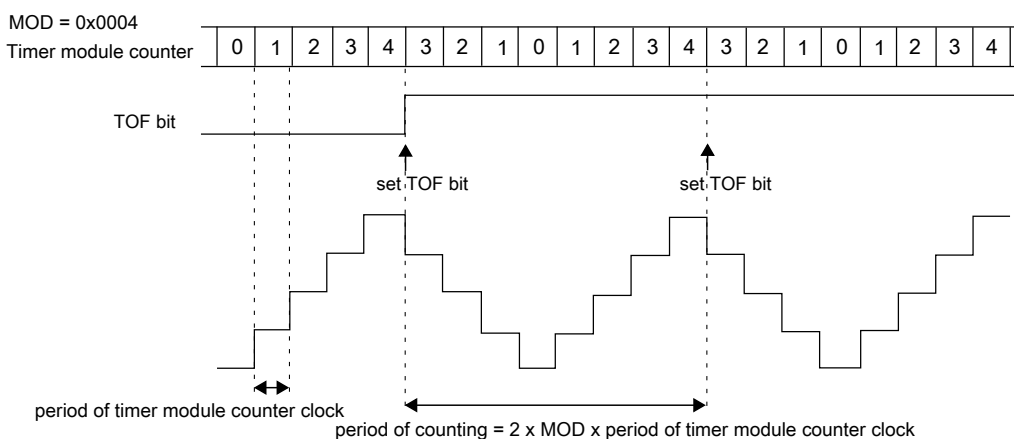 MOD = 0x0004
Timer module counter 0 1 2 3 4 3 2 1 0 1 2 3 4 3 2 1 0 1 2 3 4
TOF bit
set TOF bit set TOF bit
period of timer module counter clock
period of counting = 2 x MOD x period of timer module counter clock